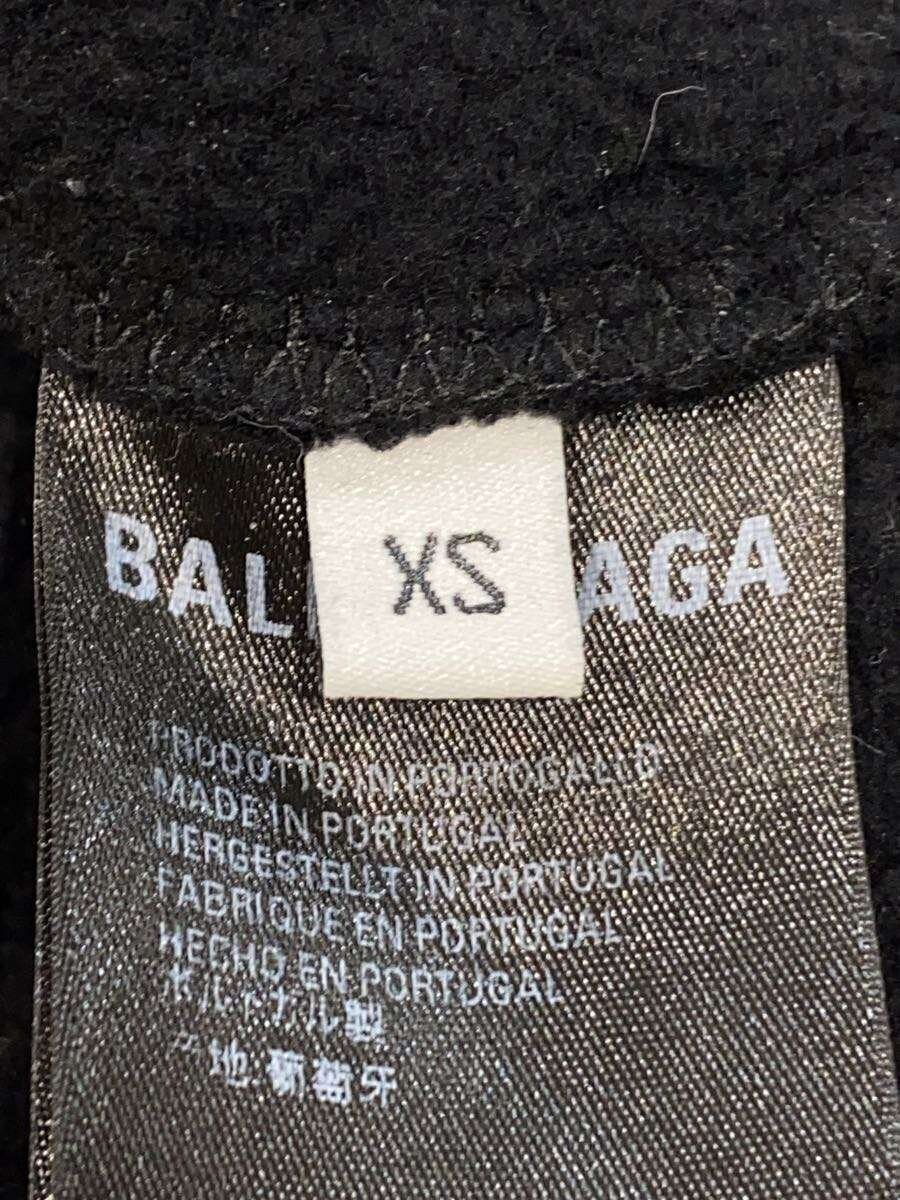 BAL AGA
XS
PRODOTTO IN PORTOGALLO
MADE IN PORTUGAL
HERGESTELLT IN PORTUGAL
FABRIQUE EN PORTUGAL
HECHO EN PORTUGAL
ポルトガル製
产地:葡萄牙